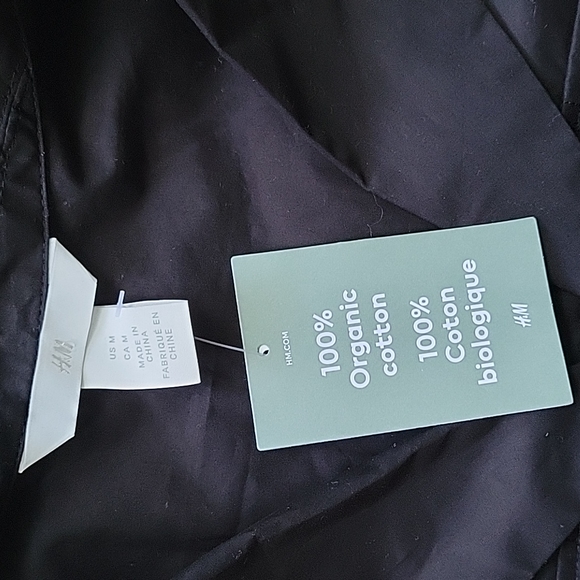 H&M
US M
CA M
MADE IN
CHINA
FABRIQUÉ EN
CHINE
HM.COM
100%
Organic
cotton
100%
Coton
biologique
H&M